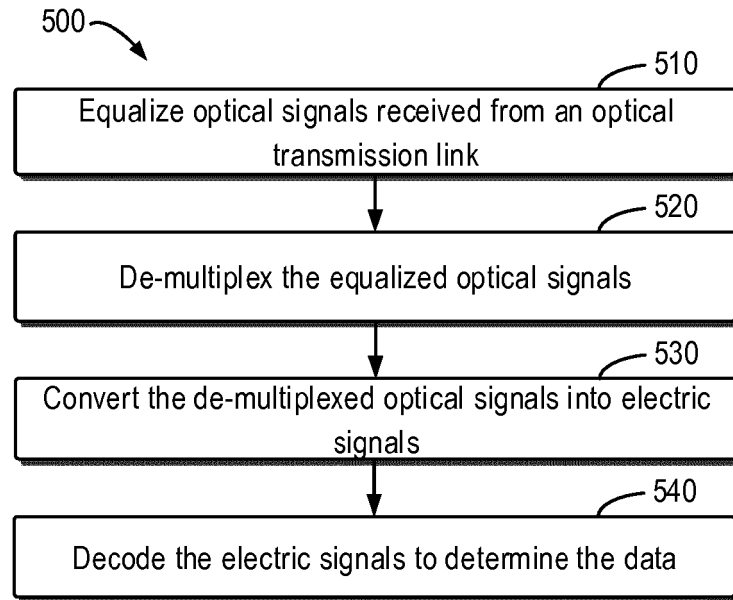 500
510
Equalize optical signals received from an optical
transmission link
520
De-multiplex the equalized optical signals
530
Convert the de-multiplexed optical signals into electric
signals
540
Decode the electric signals to determine the data